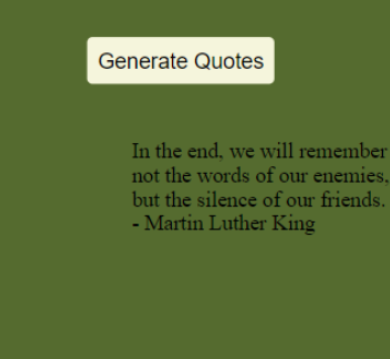 Generate Quotes
In the end, we will remember
not the words of our enemies,
but the silence of our friends.
- Martin Luther King